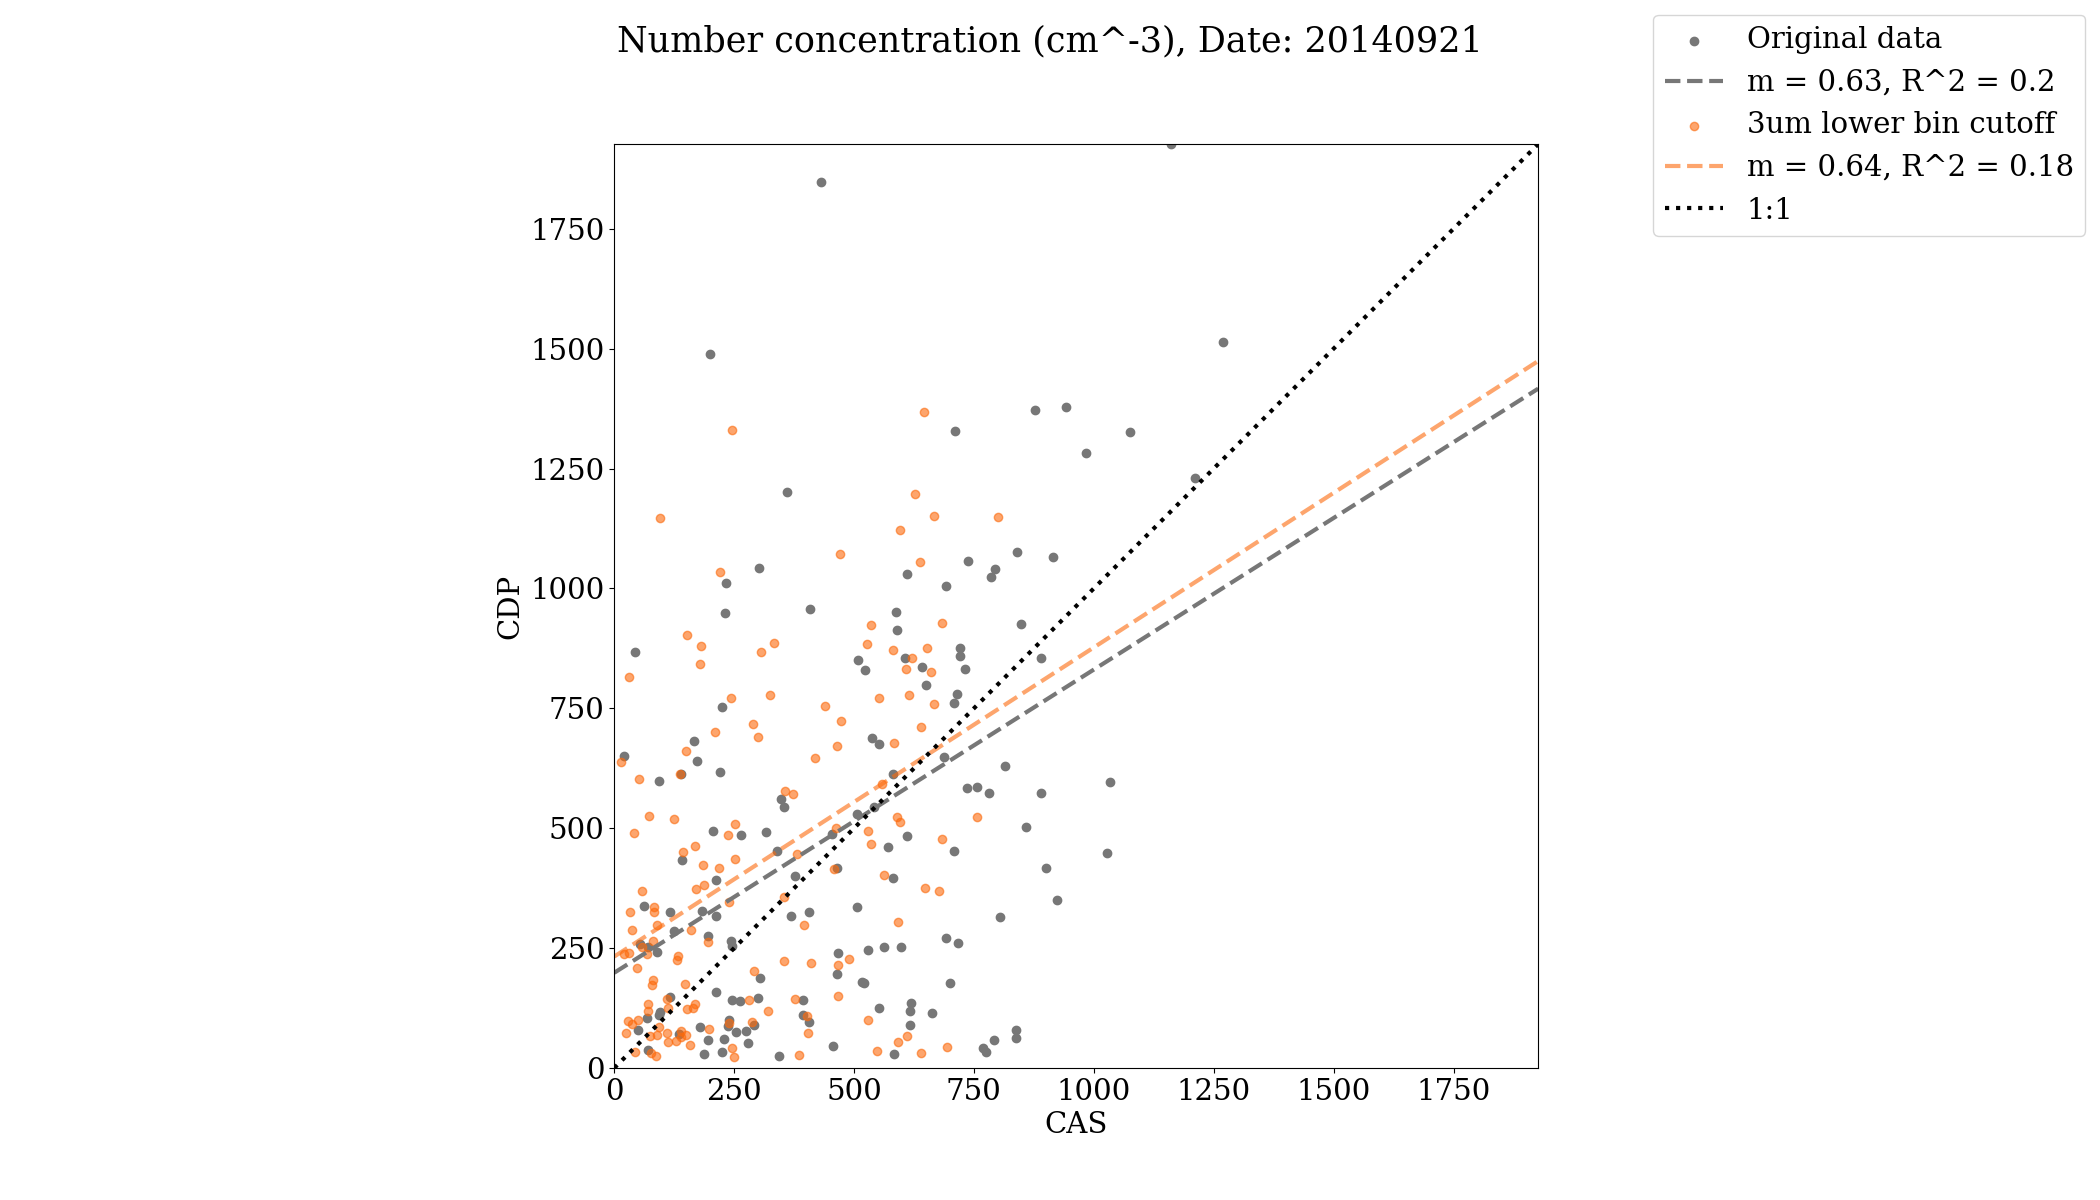 Number concentration (cm^-3), Date: 20140921
Original data
m = 0.63, R^2 = 0.2
3um lower bin cutoff
m = 0.64, R^2 = 0.18
1:1
1750
1500
1250
1000
750
500
250
0
CDP
0 250 500 750 1000 1250 1500 1750
CAS